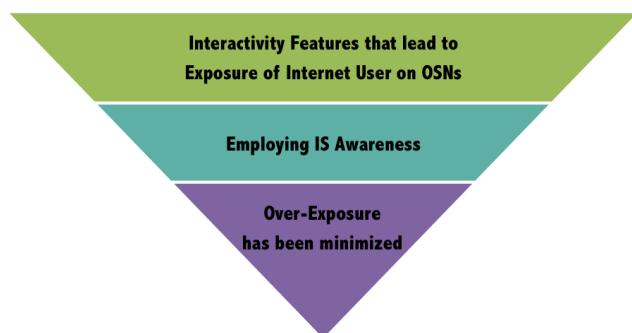 Interactivity Features that lead to
Exposure of Internet User on OSNs
Employing IS Awareness
Over-Exposure
has been minimized